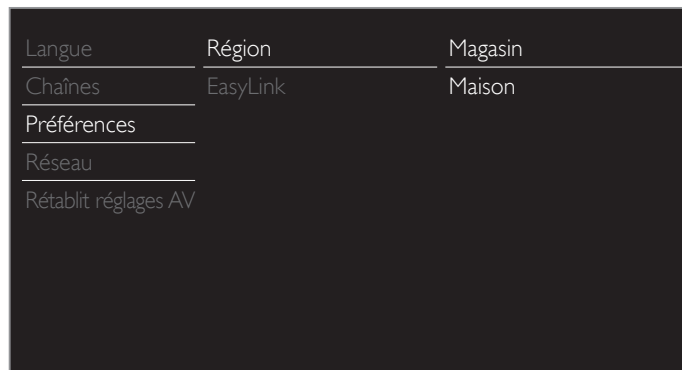 Langue
Chaînes
Préférences
Réseau
Rétablit réglages AV
Région
EasyLink
Magasin
Maison